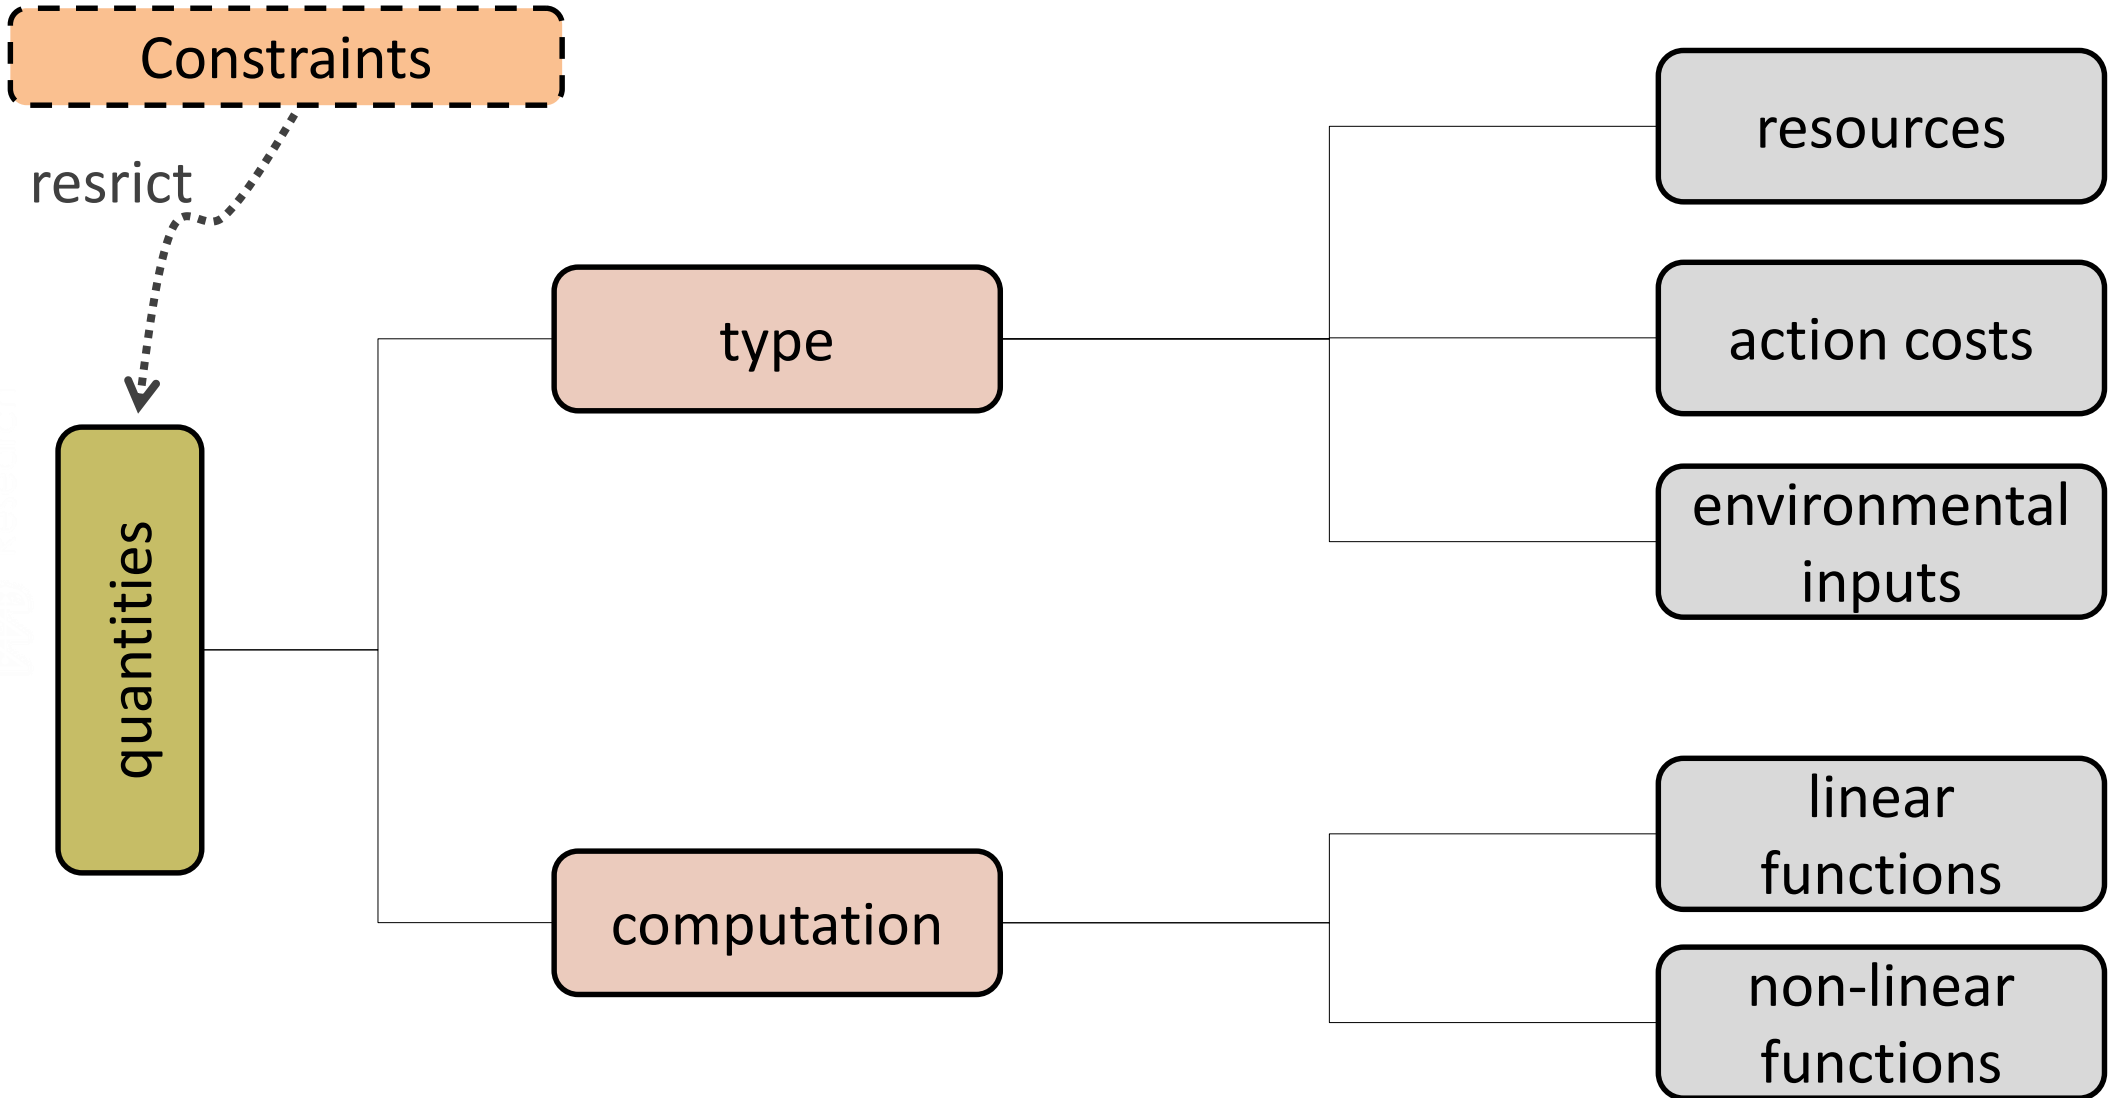 Constraints
resrict
resources
type
action costs
environmental
inputs
quantities
linear
functions
computation
non-linear
functions